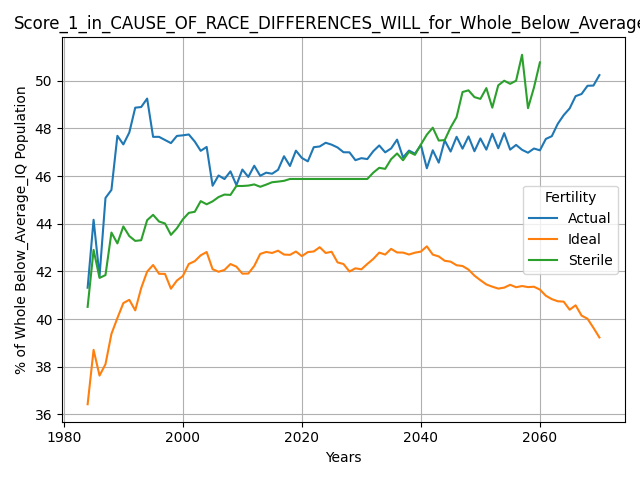 Score_1_in_CAUSE_OF_RACE_DIFFERENCES_WILL_for_Whole_Below_Average
% of Whole Below_Average_IQ Population
50
48
46
44
42
40
38
36
1980
2000
2020
2040
2060
Years
Fertility
Actual
Ideal
Sterile